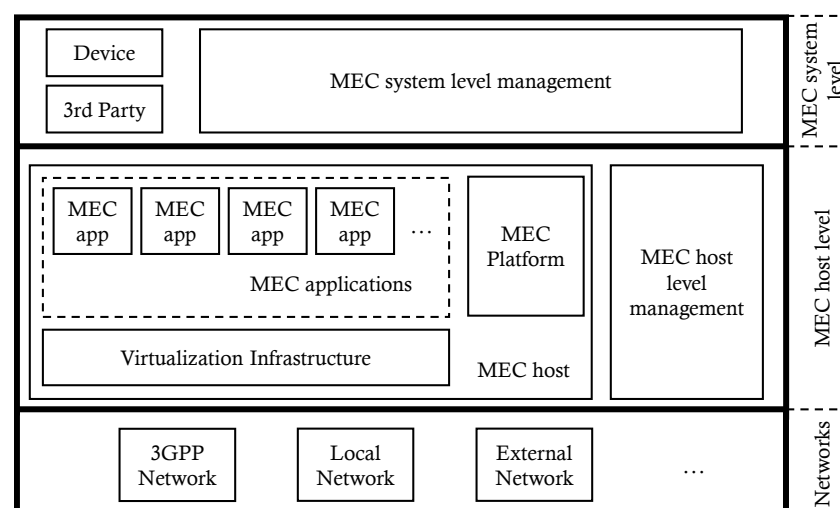 Device
3rd Party
MEC system level management
MEC system
level
MEC
app
MEC
app
MEC
app
MEC
app
...
MEC applications
MEC
Platform
Virtualization Infrastructure
MEC host
MEC host
level
management
MEC host level
3GPP
Network
Local
Network
External
Network
...
Networks